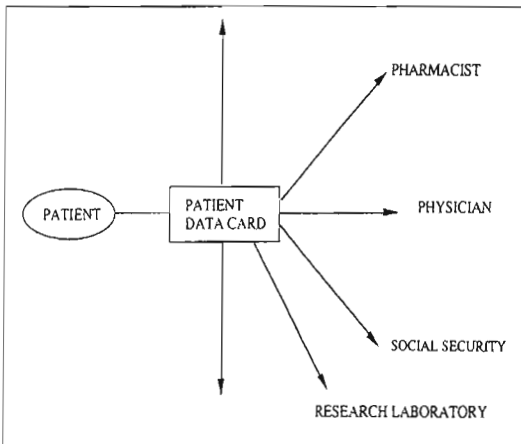 PHARMACIST
PATIENT
PATIENT
DATA CARD
PHYSICIAN
SOCIAL SECURITY
RESEARCH LABORATORY